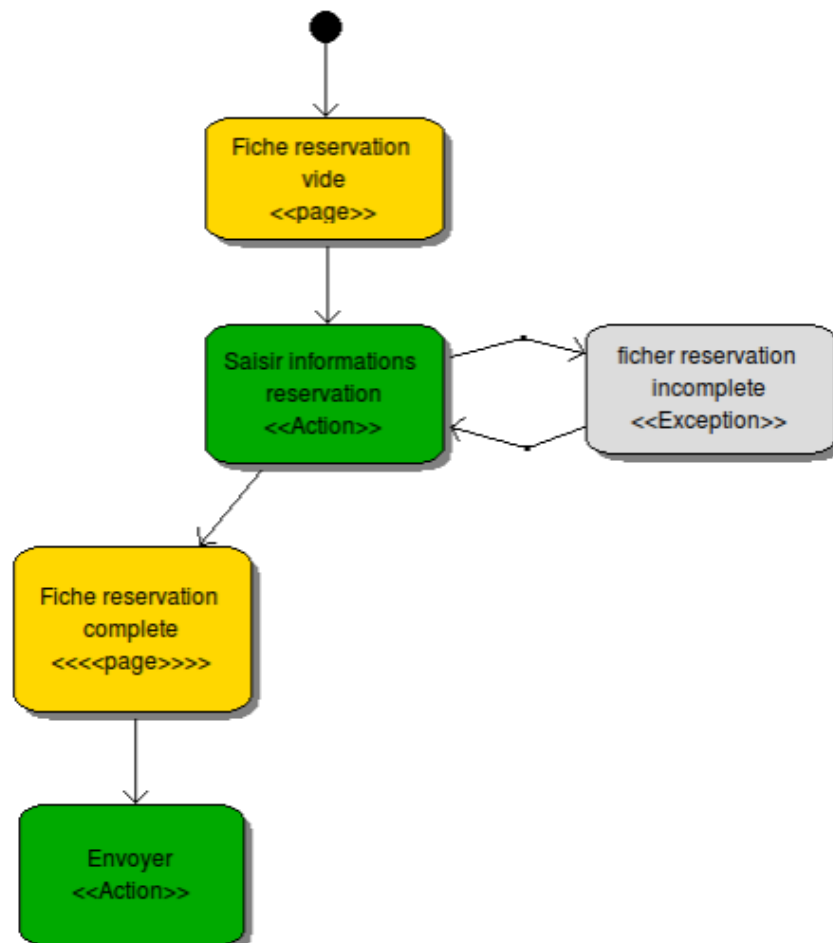 Fiche reservation
vide
<<page>>
Saisir informations
reservation
<<Action>>
ficher reservation
incomplete
<<Exception>>
Fiche reservation
complete
<<<<page>>>>
Envoyer
<<Action>>